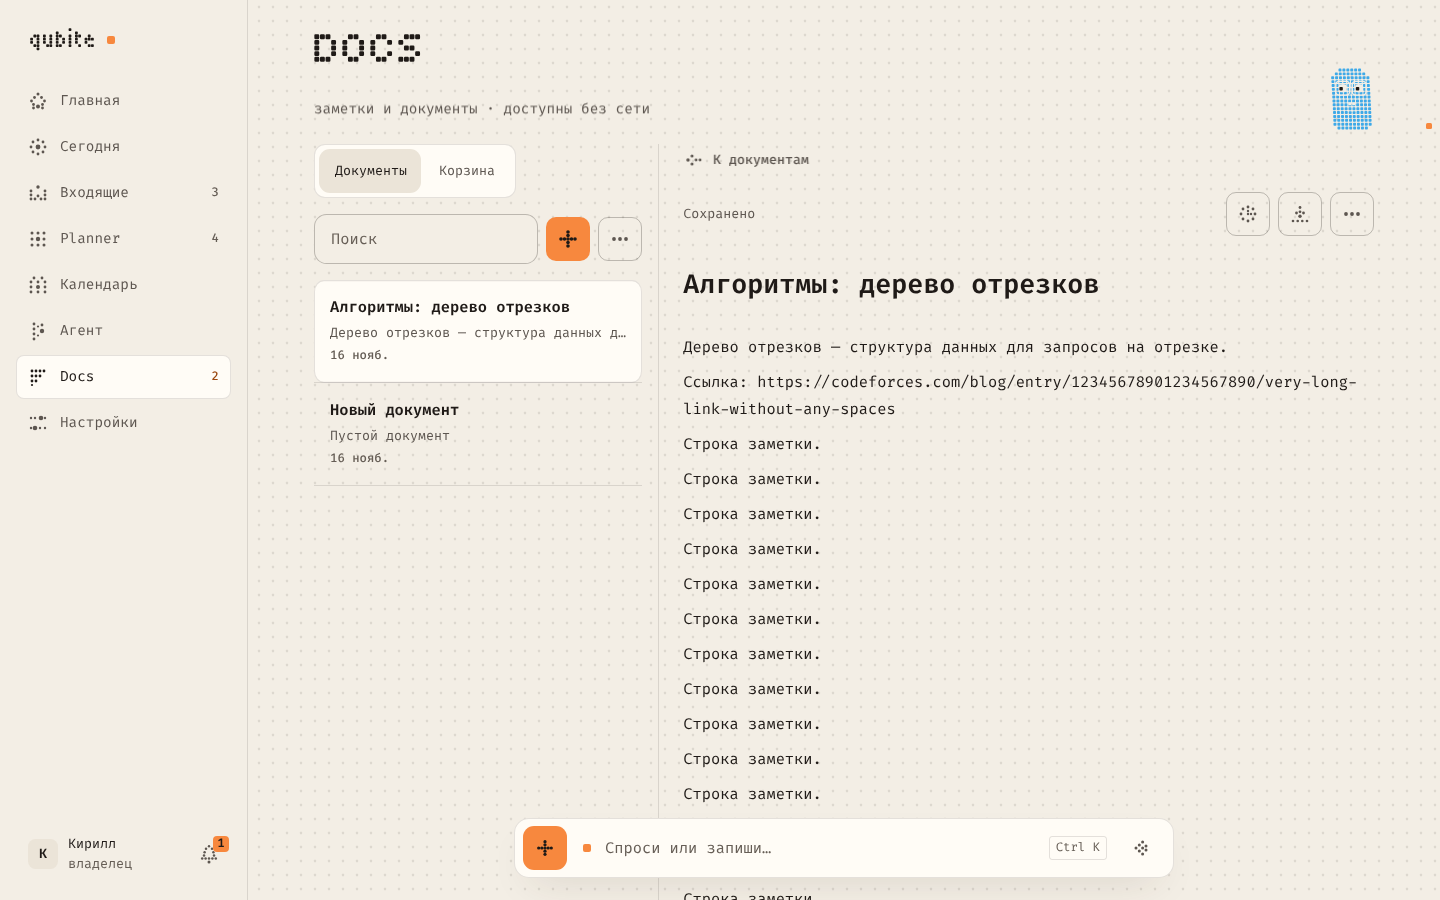 qubite
Главная
Сегодня
Входящие 3
Planner 4
Календарь
Агент
Docs 2
Настройки
Кирилл
владелец
K
1
DOCS
заметки и документы · доступны без сети
Документы
Корзина
Поиск
Алгоритмы: дерево отрезков
Дерево отрезков — структура данных д…
16 нояб.
Новый документ
Пустой документ
16 нояб.
К документам
Сохранено
Алгоритмы: дерево отрезков
Дерево отрезков — структура данных для запросов на отрезке.
Ссылка: https://codeforces.com/blog/entry/12345678901234567890/very-long-
link-without-any-spaces
Строка заметки.
Строка заметки.
Строка заметки.
Строка заметки.
Строка заметки.
Строка заметки.
Строка заметки.
Строка заметки.
Строка заметки.
Строка заметки.
Строка заметки.
Спроси или запиши…
Ctrl K
Строка заметки.